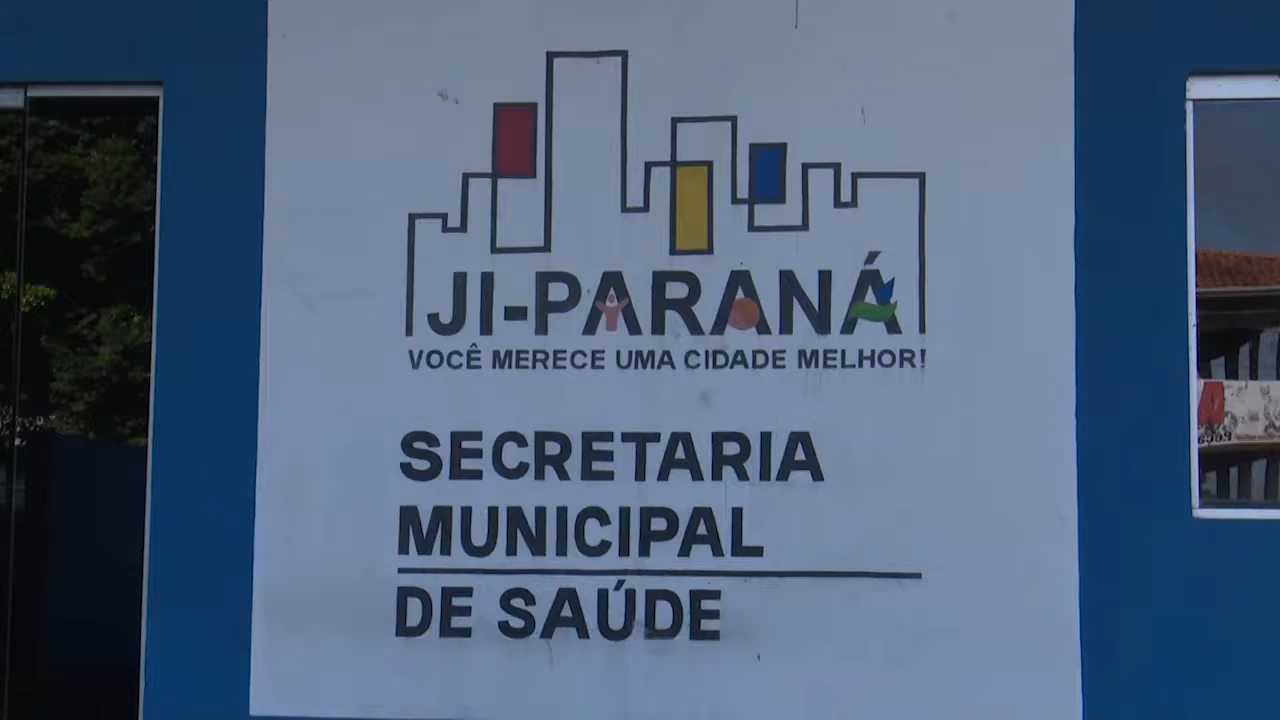 JI-PARANÁ
VOCÊ MERECE UMA CIDADE MELHOR!
SECRETARIA
MUNICIPAL
DE SAÚDE